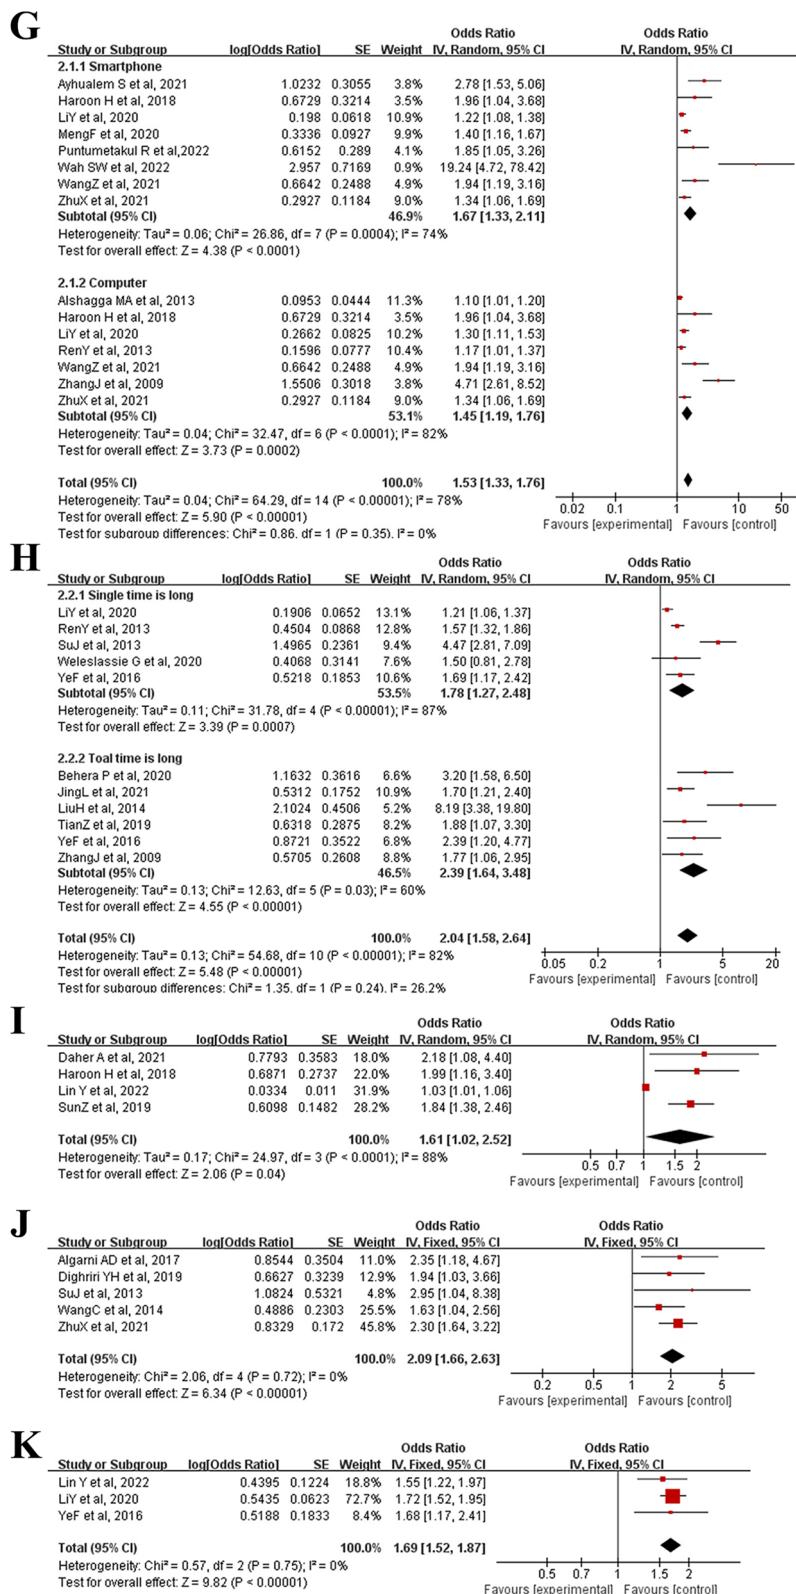 G
Odds Ratio Odds Ratio
Study or Subgroup log[Odds Ratio] SE Weight IV, Random, 95% CI IV, Random, 95% CI
2.1.1 Smartphone
Ayhualem S et al, 2021 1.0232 0.3055 3.8% 2.78 [1.53, 5.06]
Haroon H et al, 2018 0.6729 0.3214 3.5% 1.96 [1.04, 3.68]
LiY et al, 2020 0.198 0.0618 10.9% 1.22 [1.08, 1.38]
MengF et al, 2020 0.3336 0.0927 9.9% 1.40 [1.16, 1.67]
Puntumetakul R et al,2022 0.6152 0.289 4.1% 1.85 [1.05, 3.26]
Wah SW et al, 2022 2.957 0.7169 0.9% 19.24 [4.72, 78.42]
WangZ et al, 2021 0.6642 0.2488 4.9% 1.94 [1.19, 3.16]
ZhuX et al, 2021 0.2927 0.1184 9.0% 1.34 [1.06, 1.69]
Subtotal (95% CI) 46.9% 1.67 [1.33, 2.11]
Heterogeneity: Tau² = 0.06; Chi² = 26.86, df = 7 (P = 0.0004); I² = 74%
Test for overall effect: Z = 4.38 (P < 0.0001)
2.1.2 Computer
Alshagga MA et al, 2013 0.0953 0.0444 11.3% 1.10 [1.01, 1.20]
Haroon H et al, 2018 0.6729 0.3214 3.5% 1.96 [1.04, 3.68]
LiY et al, 2020 0.2662 0.0825 10.2% 1.30 [1.11, 1.53]
RenY et al, 2013 0.1596 0.0777 10.4% 1.17 [1.01, 1.37]
WangZ et al, 2021 0.6642 0.2488 4.9% 1.94 [1.19, 3.16]
ZhangJ et al, 2009 1.5506 0.3018 3.8% 4.71 [2.61, 8.52]
ZhuX et al, 2021 0.2927 0.1184 9.0% 1.34 [1.06, 1.69]
Subtotal (95% CI) 53.1% 1.45 [1.19, 1.76]
Heterogeneity: Tau² = 0.04; Chi² = 32.47, df = 6 (P < 0.0001); I² = 82%
Test for overall effect: Z = 3.73 (P = 0.0002)
Total (95% CI) 100.0% 1.53 [1.33, 1.76]
Heterogeneity: Tau² = 0.04; Chi² = 64.29, df = 14 (P < 0.00001); I² = 78%
0.02 0.1 1 10 50
Test for overall effect: Z = 5.90 (P < 0.00001)
Favours [experimental] Favours [control]
Test for subgroup differences: Chi² = 0.86, df = 1 (P = 0.35), I² = 0%
H
Odds Ratio Odds Ratio
Study or Subgroup log[Odds Ratio] SE Weight IV, Random, 95% CI IV, Random, 95% CI
2.2.1 Single time is long
LiY et al, 2020 0.1906 0.0652 13.1% 1.21 [1.06, 1.37]
RenY et al, 2013 0.4504 0.0868 12.8% 1.57 [1.32, 1.86]
SuJ et al, 2013 1.4965 0.2361 9.4% 4.47 [2.81, 7.09]
Weleslassie G et al, 2020 0.4068 0.3141 7.6% 1.50 [0.81, 2.78]
YeF et al, 2016 0.5218 0.1853 10.6% 1.69 [1.17, 2.42]
Subtotal (95% CI) 53.5% 1.78 [1.27, 2.48]
Heterogeneity: Tau² = 0.11; Chi² = 31.78, df = 4 (P < 0.00001); I² = 87%
Test for overall effect: Z = 3.39 (P = 0.0007)
2.2.2 Toal time is long
Behera P et al, 2020 1.1632 0.3616 6.6% 3.20 [1.58, 6.50]
JingL et al, 2021 0.5312 0.1752 10.9% 1.70 [1.21, 2.40]
LiuH et al, 2014 2.1024 0.4506 5.2% 8.19 [3.38, 19.80]
TianZ et al, 2019 0.6318 0.2875 8.2% 1.88 [1.07, 3.30]
YeF et al, 2016 0.8721 0.3522 6.8% 2.39 [1.20, 4.77]
ZhangJ et al, 2009 0.5705 0.2608 8.8% 1.77 [1.06, 2.95]
Subtotal (95% CI) 46.5% 2.39 [1.64, 3.48]
Heterogeneity: Tau² = 0.13; Chi² = 12.63, df = 5 (P = 0.03); I² = 60%
Test for overall effect: Z = 4.55 (P < 0.00001)
Total (95% CI) 100.0% 2.04 [1.58, 2.64]
Heterogeneity: Tau² = 0.13; Chi² = 54.68, df = 10 (P < 0.00001); I² = 82%
0.05 0.2 1 5 20
Test for overall effect: Z = 5.48 (P < 0.00001)
Favours [experimental] Favours [control]
Test for subgroup differences: Chi² = 1.35, df = 1 (P = 0.24), I² = 26.2%
I
Odds Ratio Odds Ratio
Study or Subgroup log[Odds Ratio] SE Weight IV, Random, 95% CI IV, Random, 95% CI
Daher A et al, 2021 0.7793 0.3583 18.0% 2.18 [1.08, 4.40]
Haroon H et al, 2018 0.6871 0.2737 22.0% 1.99 [1.16, 3.40]
Lin Y et al, 2022 0.0334 0.011 31.9% 1.03 [1.01, 1.06]
SunZ et al, 2019 0.6098 0.1482 28.2% 1.84 [1.38, 2.46]
Total (95% CI) 100.0% 1.61 [1.02, 2.52]
Heterogeneity: Tau² = 0.17; Chi² = 24.97, df = 3 (P < 0.0001); I² = 88%
0.5 0.7 1 1.5 2
Test for overall effect: Z = 2.06 (P = 0.04)
Favours [experimental] Favours [control]
J
Odds Ratio Odds Ratio
Study or Subgroup log[Odds Ratio] SE Weight IV, Fixed, 95% CI IV, Fixed, 95% CI
Algarni AD et al, 2017 0.8544 0.3504 11.0% 2.35 [1.18, 4.67]
Dighriri YH et al, 2019 0.6627 0.3239 12.9% 1.94 [1.03, 3.66]
SuJ et al, 2013 1.0824 0.5321 4.8% 2.95 [1.04, 8.38]
WangC et al, 2014 0.4886 0.2303 25.5% 1.63 [1.04, 2.56]
ZhuX et al, 2021 0.8329 0.172 45.8% 2.30 [1.64, 3.22]
Total (95% CI) 100.0% 2.09 [1.66, 2.63]
Heterogeneity: Chi² = 2.06, df = 4 (P = 0.72); I² = 0%
0.2 0.5 1 2 5
Test for overall effect: Z = 6.34 (P < 0.00001)
Favours [experimental] Favours [control]
K
Odds Ratio Odds Ratio
Study or Subgroup log[Odds Ratio] SE Weight IV, Fixed, 95% CI IV, Fixed, 95% CI
Lin Y et al, 2022 0.4395 0.1224 18.8% 1.55 [1.22, 1.97]
LiY et al, 2020 0.5435 0.0623 72.7% 1.72 [1.52, 1.95]
YeF et al, 2016 0.5188 0.1833 8.4% 1.68 [1.17, 2.41]
Total (95% CI) 100.0% 1.69 [1.52, 1.87]
Heterogeneity: Chi² = 0.57, df = 2 (P = 0.75); I² = 0%
0.5 0.7 1 1.5 2
Test for overall effect: Z = 9.82 (P < 0.00001)
Favours [experimental] Favours [control]